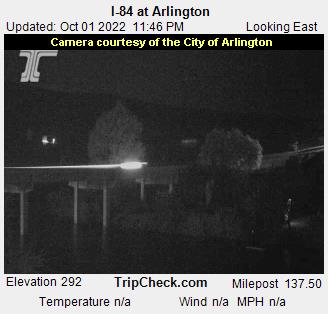 I-84 at Arlington
Updated: Oct 01 2022 11:46 PM Looking East
Camera courtesy of the City of Arlington
Elevation 292 TripCheck.com Milepost 137.50
Temperature n/a Wind n/a MPH n/a